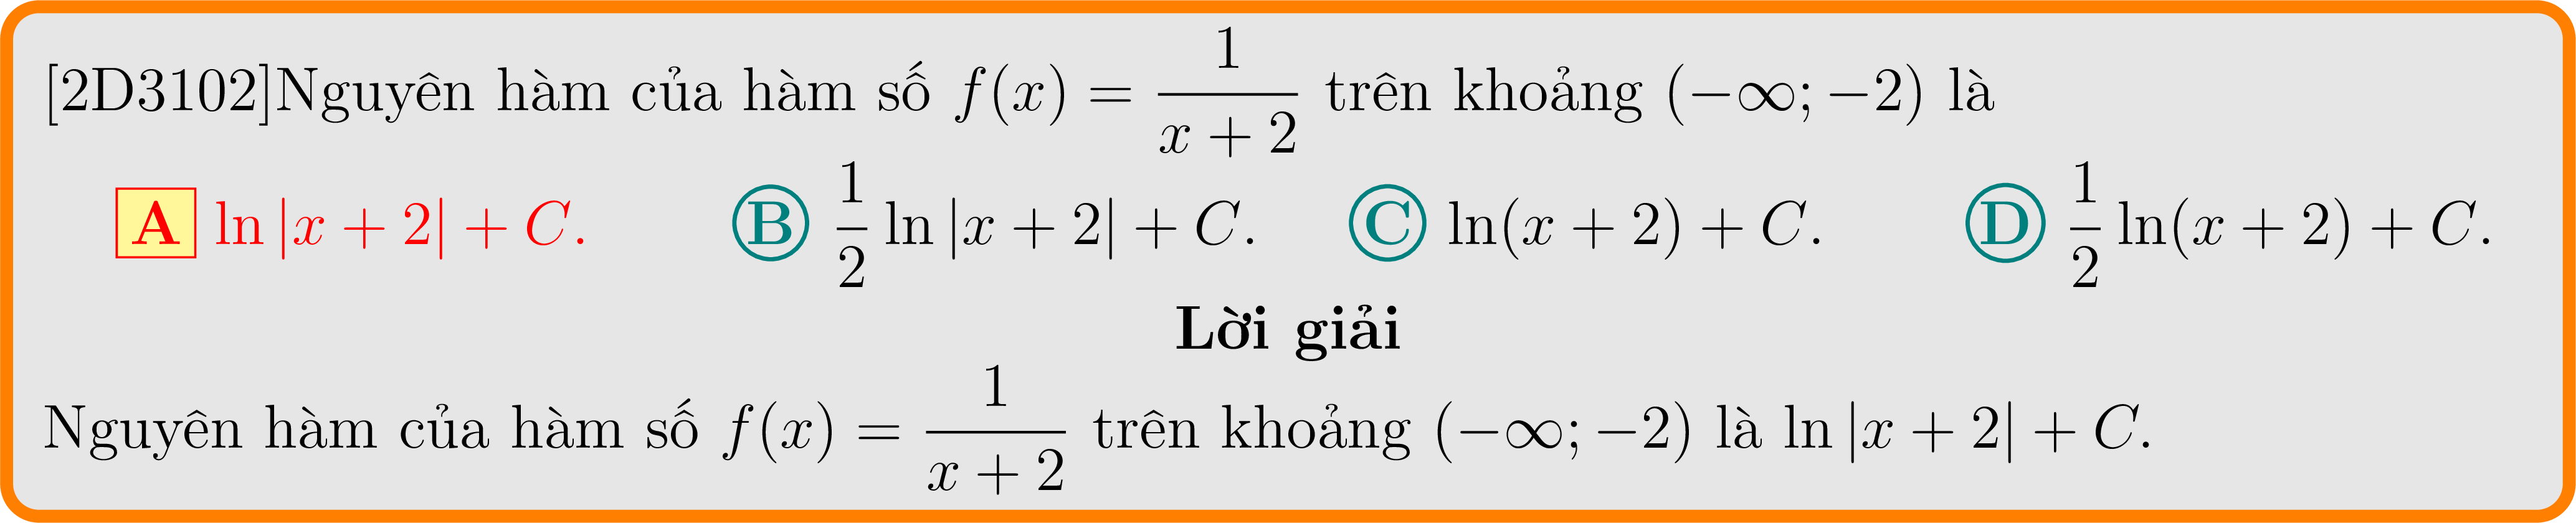 [2D3102]Nguyên hàm của hàm số f(x) = \frac{1}{x + 2} trên khoảng (−∞; −2) là
A ln |x + 2| + C. B \frac{1}{2} ln |x + 2| + C. C ln(x + 2) + C. D \frac{1}{2} ln(x + 2) + C.
Lời giải
Nguyên hàm của hàm số f(x) = \frac{1}{x + 2} trên khoảng (−∞; −2) là ln |x + 2| + C.